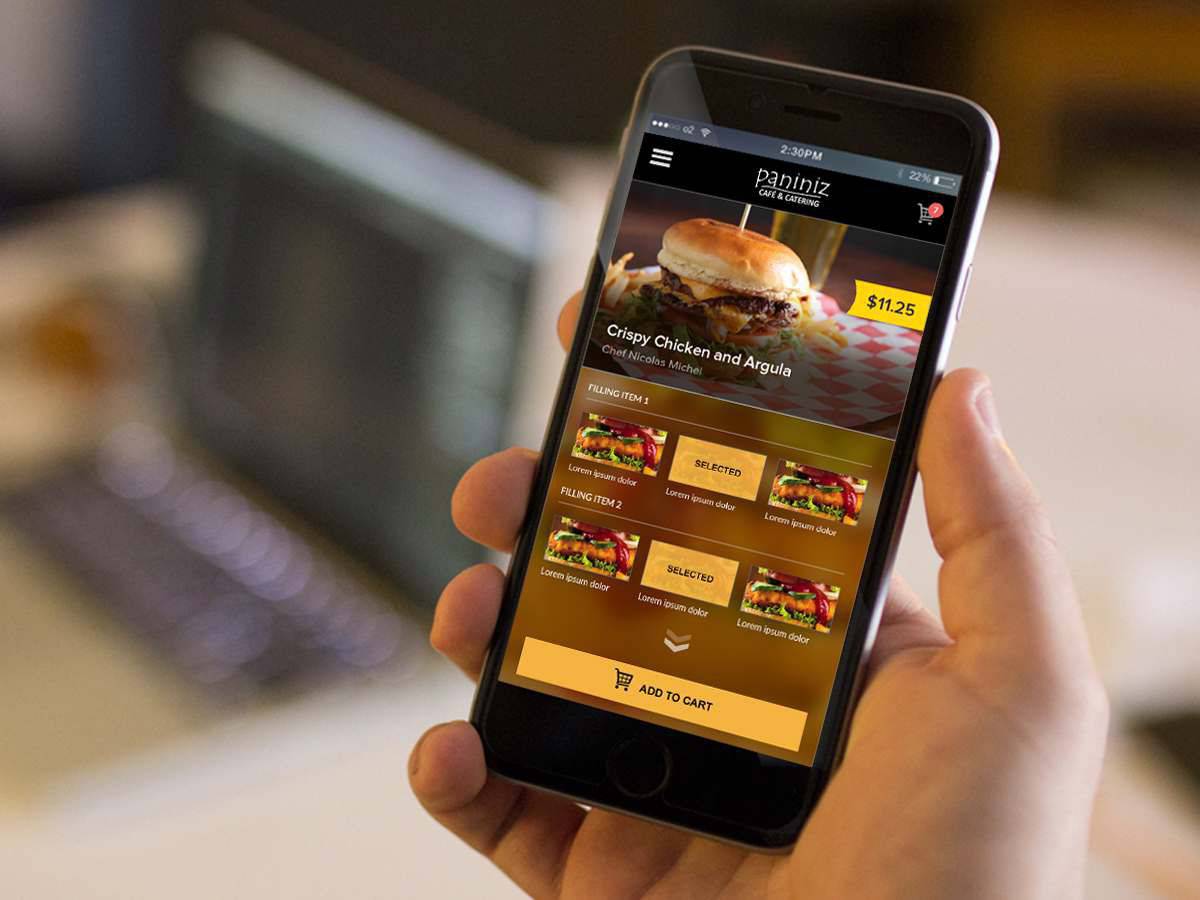 o2
2:30PM
22%
Paniniz
CAFÉ & CATERING
7
$11.25
Crispy Chicken and Argula
Chef Nicolas Michel
FILLING ITEM 1
SELECTED
Lorem ipsum dolor
Lorem ipsum dolor
Lorem ipsum dolor
FILLING ITEM 2
SELECTED
Lorem ipsum dolor
Lorem ipsum dolor
Lorem ipsum dolor
ADD TO CART